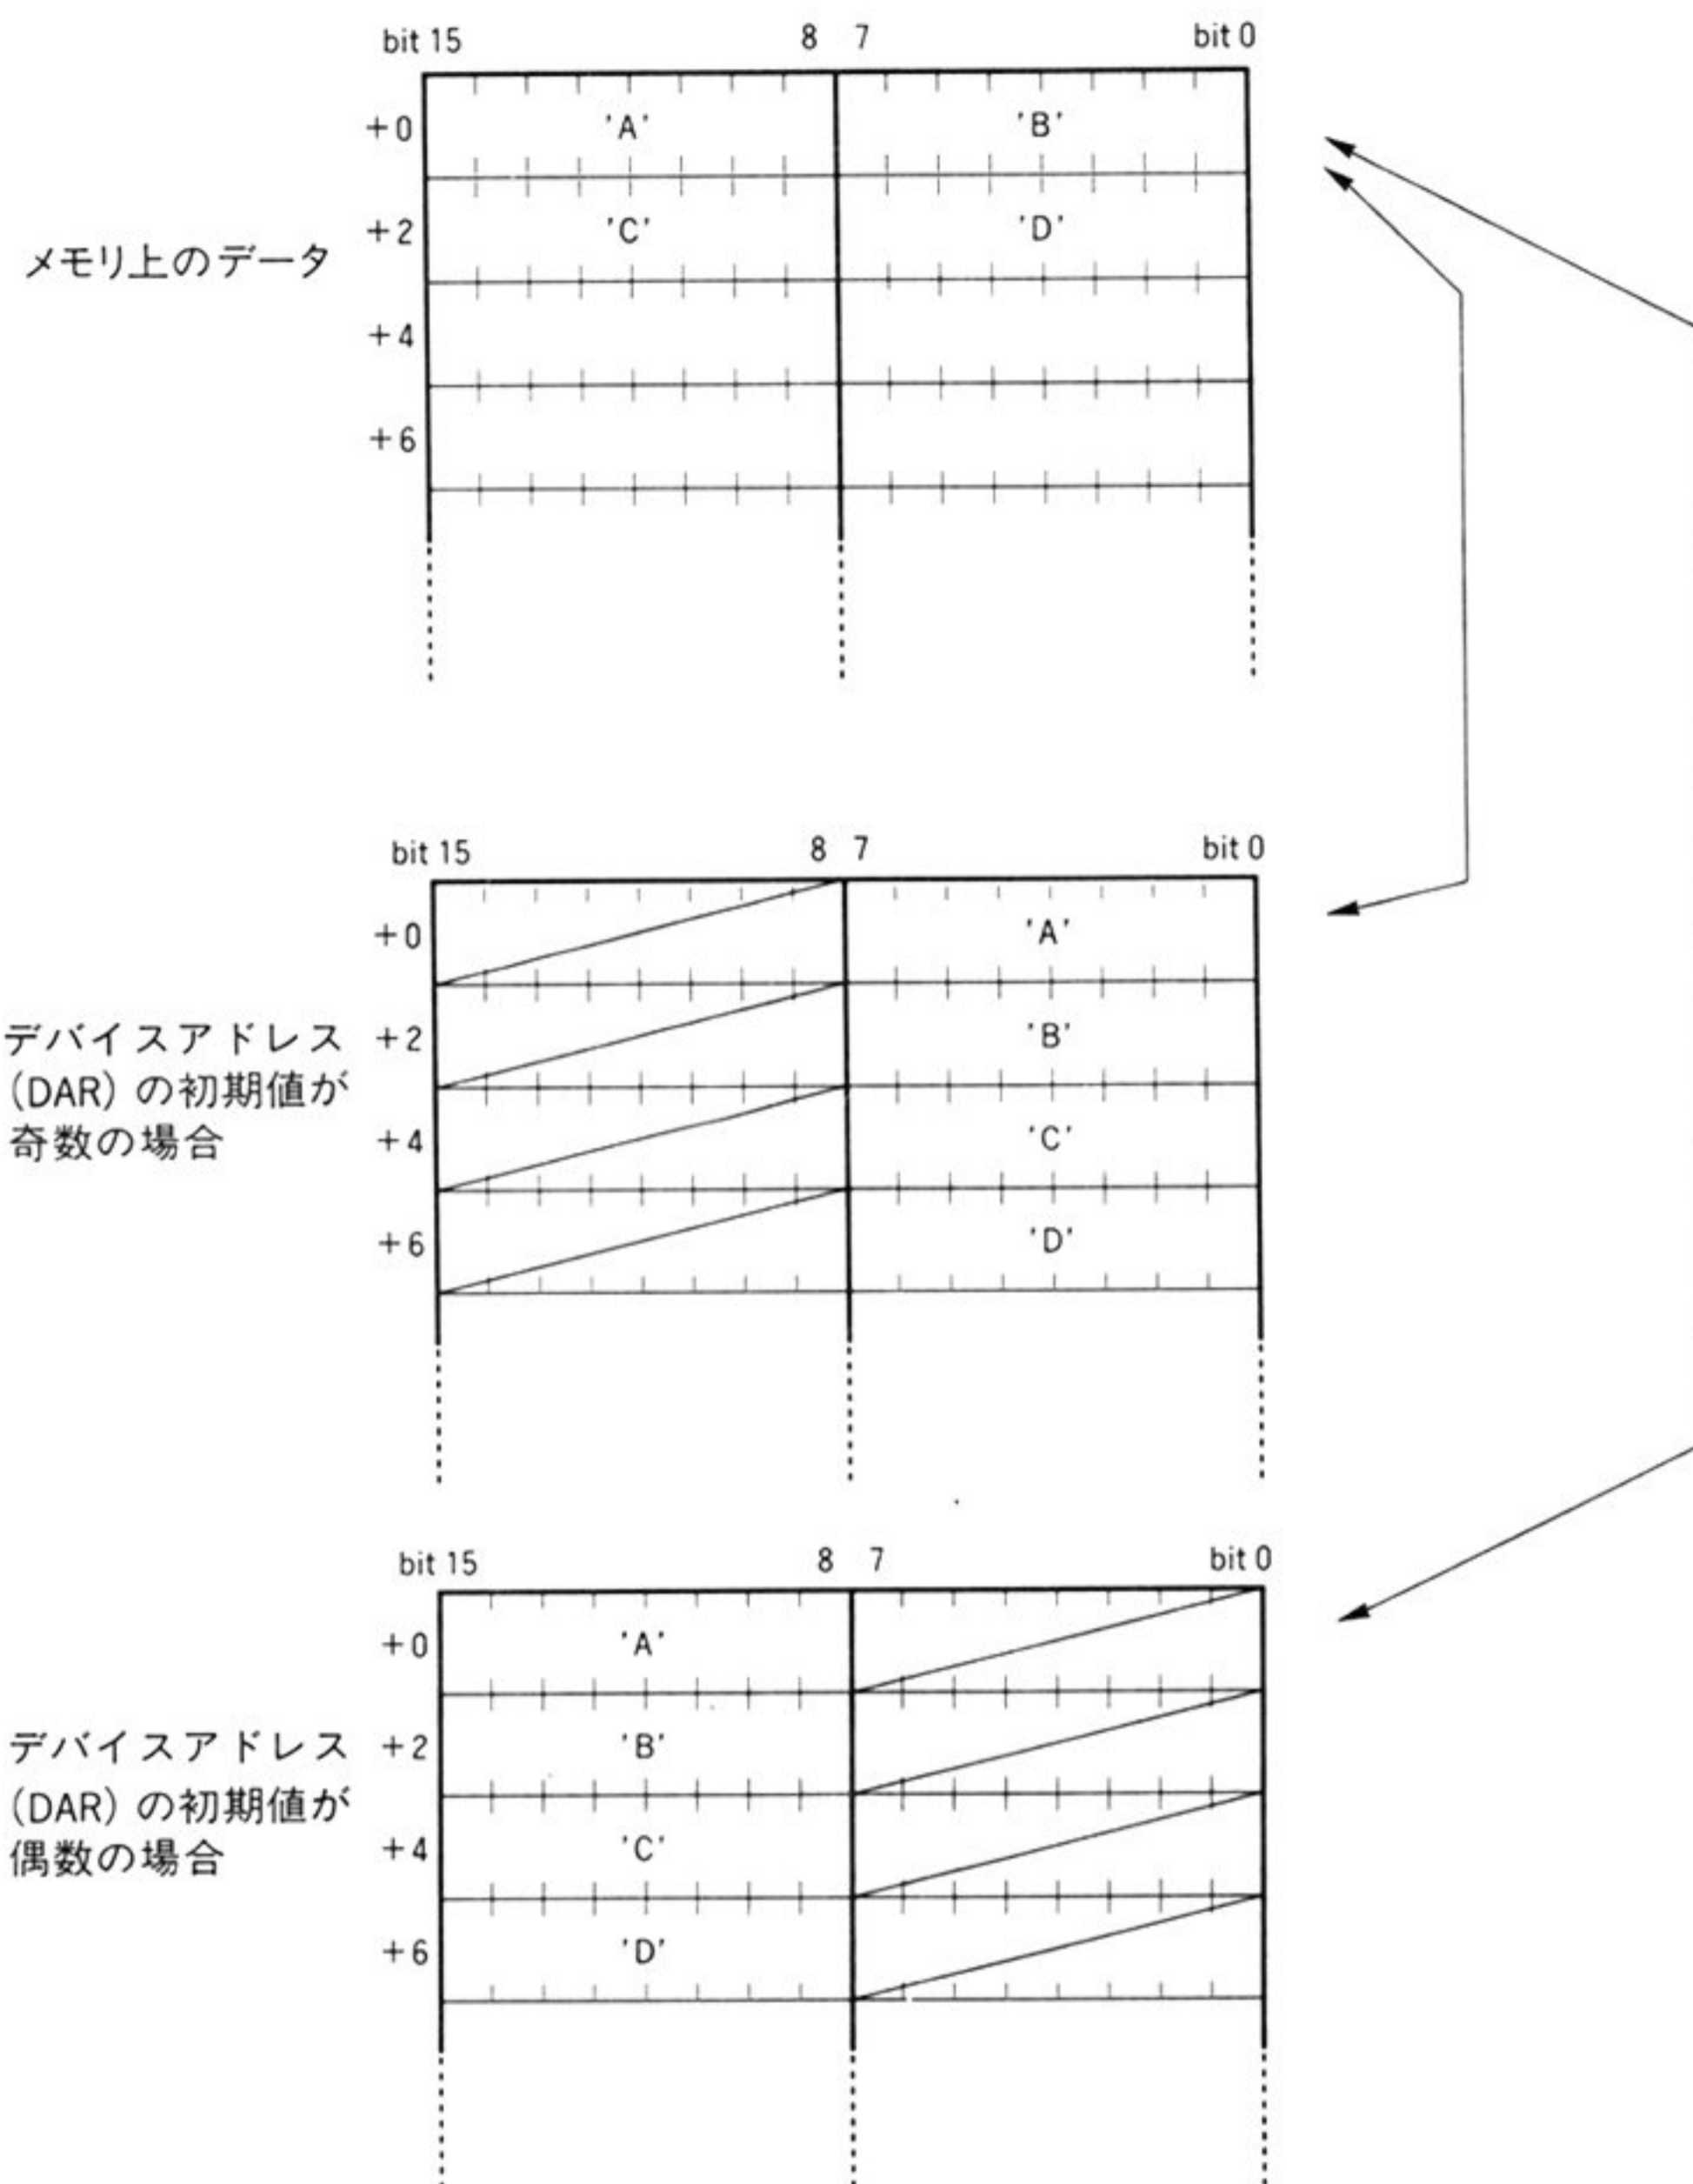 bit 15 8 7 bit 0
+0 'A' 'B'
+2 'C' 'D'
メモリ上のデータ
+4
+6
bit 15 8 7 bit 0
+0 'A'
デバイスアドレス
(DAR) の初期値が
奇数の場合
+2 'B'
+4 'C'
+6 'D'
bit 15 8 7 bit 0
+0 'A'
デバイスアドレス
(DAR) の初期値が
偶数の場合
+2 'B'
+4 'C'
+6 'D'